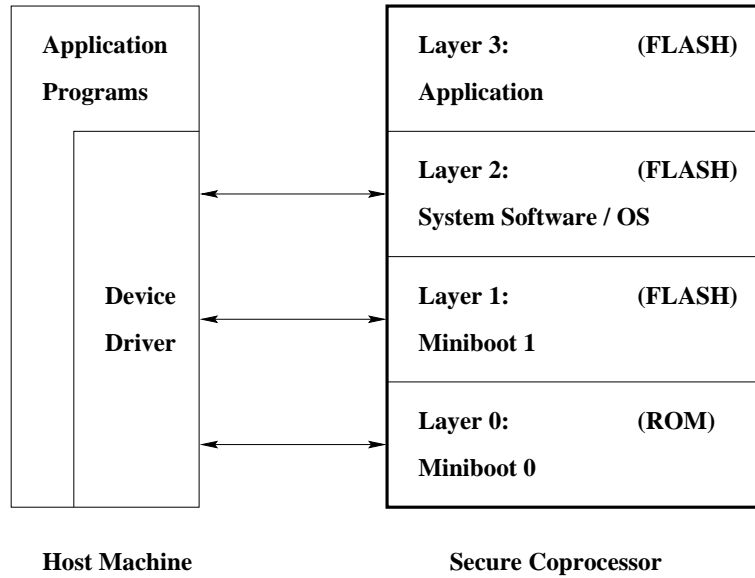 Application
Programs
Device
Driver
Host Machine
Layer 3: (FLASH)
Application
Layer 2: (FLASH)
System Software / OS
Layer 1: (FLASH)
Miniboot 1
Layer 0: (ROM)
Miniboot 0
Secure Coprocessor